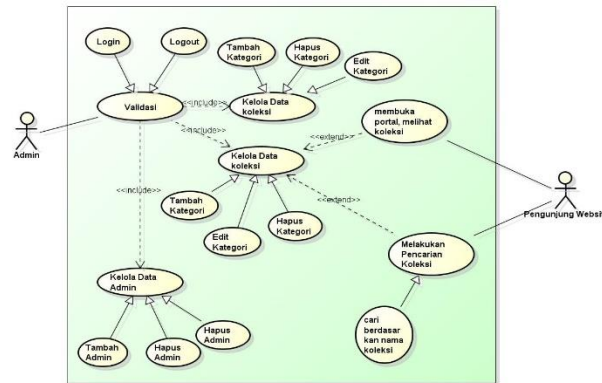 Login
Logout
Tambah
Kategori
Hapus
Kategori
Edit
Kategori
Validasi
<<include>>
Kelola Data
koleksi
membuka
portal, melihat
koleksi
<<include>>
<<extend>>
Admin
Kelola Data
koleksi
<<include>>
Tambah
Kategori
Edit
Kategori
Hapus
Kategori
<<extend>>
Pengunjung Websit
Melakukan
Pencarian
Koleksi
Kelola Data
Admin
Tambah
Admin
Hapus
Admin
Hapus
Admin
cari
berdasar
kan nama
koleksi